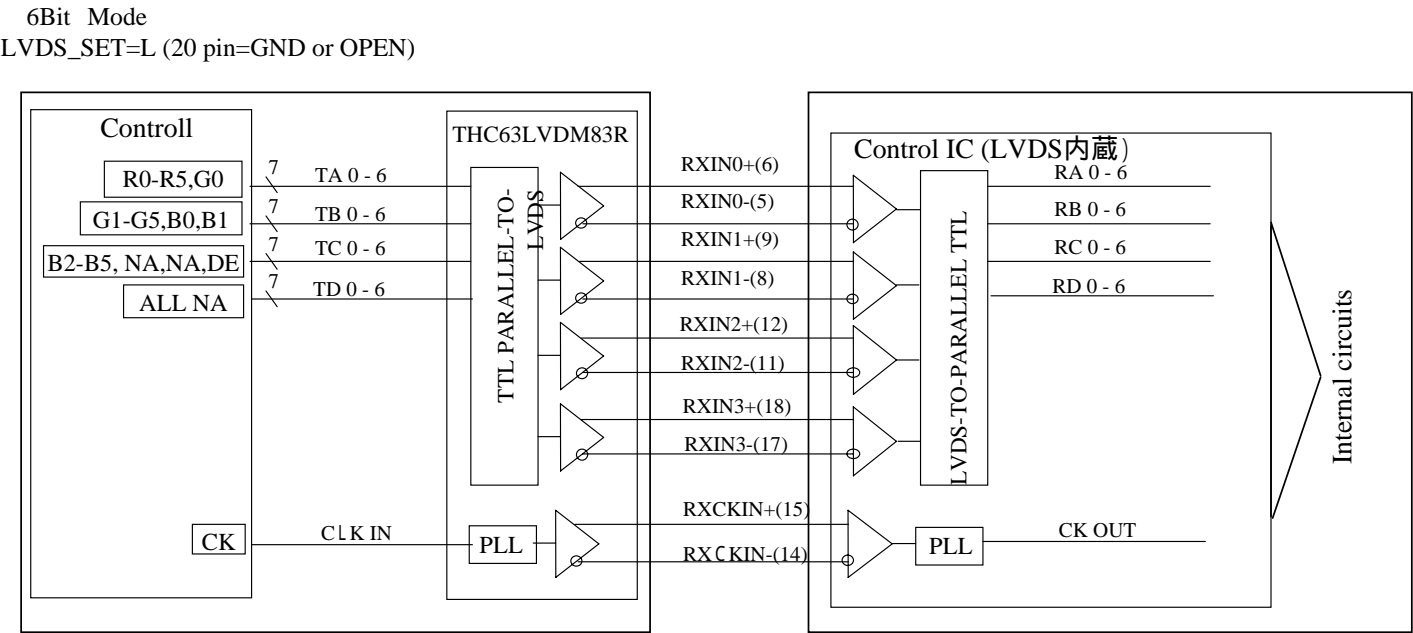 6Bit Mode
LVDS_SET=L (20 pin=GND or OPEN)
Controll
R0-R5,G0
G1-G5,B0,B1
B2-B5, NA,NA,DE
ALL NA
CK
7
TA 0 - 6
7
TB 0 - 6
7
TC 0 - 6
7
TD 0 - 6
CLK IN
THC63LVDM83R
TTL PARALLEL-TO-
LVDS
PLL
RXIN0+(6)
RXIN0-(5)
RXIN1+(9)
RXIN1-(8)
RXIN2+(12)
RXIN2-(11)
RXIN3+(18)
RXIN3-(17)
RXCKIN+(15)
RXCKIN-(14)
Control IC (LVDS内蔵)
LVDS-TO-PARALLEL TTL
PLL
RA 0 - 6
RB 0 - 6
RC 0 - 6
RD 0 - 6
CK OUT
Internal circuits